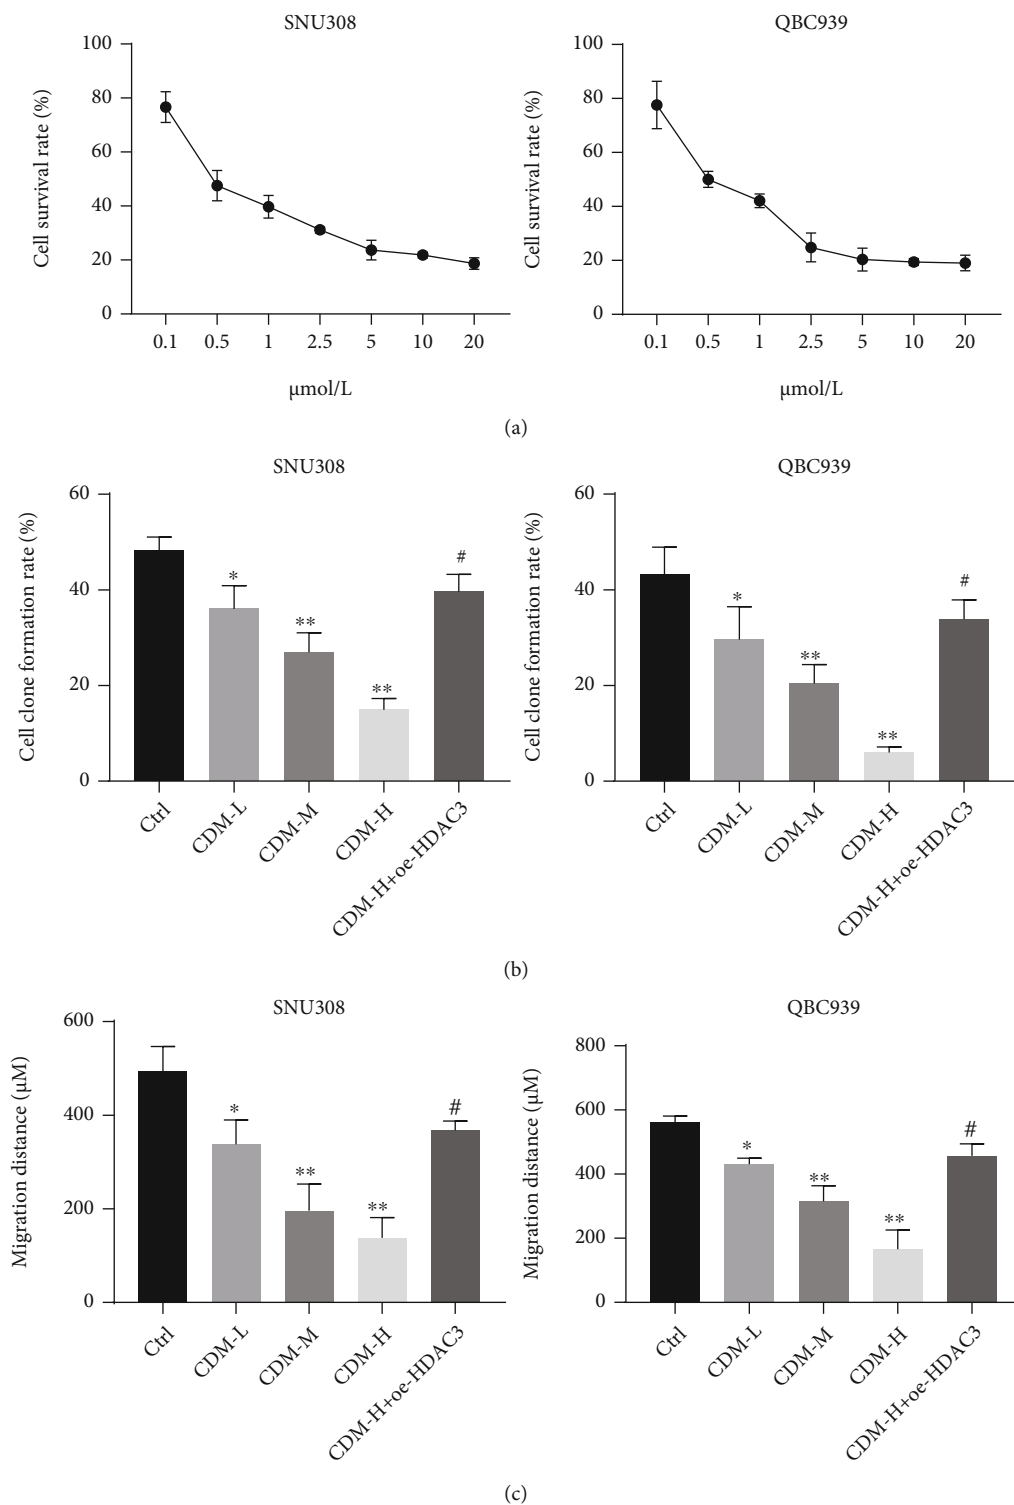 SNU308
Cell survival rate (%)
100
80
60
40
20
0
0.1 0.5 1 2.5 5 10 20
μmol/L
QBC939
Cell survival rate (%)
100
80
60
40
20
0
0.1 0.5 1 2.5 5 10 20
μmol/L
(a)
SNU308
Cell clone formation rate (%)
60
40
20
0
*
**
**
#
Ctrl
CDM-L
CDM-M
CDM-H
CDM-H+oe-HDAC3
QBC939
Cell clone formation rate (%)
60
40
20
0
*
**
**
#
Ctrl
CDM-L
CDM-M
CDM-H
CDM-H+oe-HDAC3
(b)
SNU308
Migration distance (μM)
600
400
200
0
*
**
**
#
Ctrl
CDM-L
CDM-M
CDM-H
CDM-H+oe-HDAC3
QBC939
Migration distance (μM)
800
600
400
200
0
*
**
**
#
Ctrl
CDM-L
CDM-M
CDM-H
CDM-H+oe-HDAC3
(c)